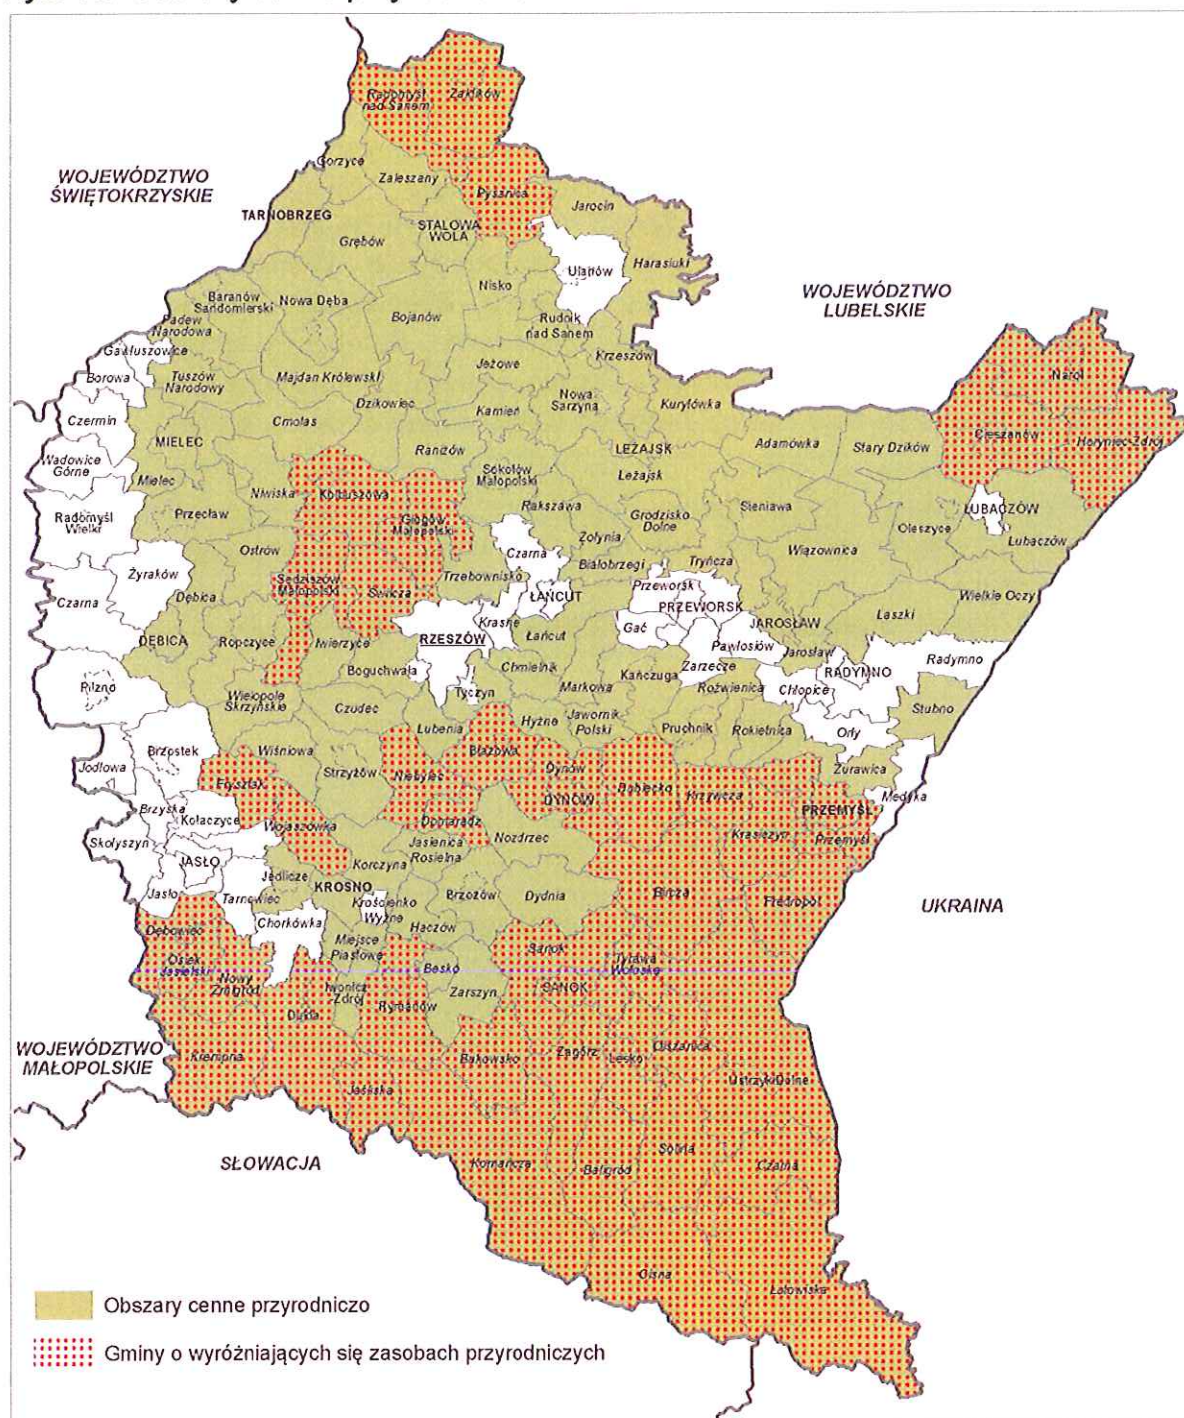 WOJEWÓDZTWO
ŚWIĘTOKRZYSKIE
Radomyśl
nad Sanem
Zaklików
Gorzyce
Zaleszany
Pysznica
TARNOBRZEG
STALOWA
WOLA
Jarocin
Grębów
Ulanów
Harasiuki
Nisko
WOJEWÓDZTWO
LUBELSKIE
Baranów
Sandomierski
Nowa Dęba
Bojanów
Rudnik
nad Sanem
Padew
Narodowa
Gawłuszowice
Borowa
Krzeszów
Jeżowe
Narol
Tuszów
Narodowy
Majdan Królewski
Dzikowiec
Nowa
Sarzyna
Kuryłówka
Kamień
Czermin
Cmolas
Cieszanów
Horyniec-Zdrój
MIELEC
Raniżów
LEŻAJSK
Adamówka
Stary Dzików
Wadowice
Górne
Mielec
Sokołów
Małopolski
Leżajsk
Niwiska
Kolbuszowa
Radomyśl
Wielki
Przecław
Głogów
Małopolski
Rakszawa
Grodzisko
Dolne
Sieniawa
LUBACZÓW
Oleszyce
Lubaczów
Ostrów
Czarna
Żołynia
Wiązownica
Żyraków
Trzebownisko
Białobrzegi
Tryńcza
Sędziszów
Małopolski
Świlcza
Czarna
Dębica
ŁAŃCUT
Przeworsk
PRZEWORSK
Wielkie Oczy
Laszki
Krasne
Gać
JAROSŁAW
DĘBICA
Ropczyce
Iwierzyce
RZESZÓW
Łańcut
Pawłosiów
Jarosław
Radymno
Boguchwała
Chmielnik
Kańczuga
Zarzecze
RADYMNO
Pilzno
Tyczyn
Markowa
Roźwienica
Chłopice
Wielopole
Skrzyńskie
Czudec
Stubno
Lubenia
Hyżne
Jawornik
Polski
Pruchnik
Rokietnica
Orły
Brzostek
Wiśniowa
Błażowa
Jodłowa
Strzyżów
Niebylec
Dynów
Żurawica
Frysztak
DYNÓW
Dubiecko
Krzywcza
Medyka
Brzyska
Kołaczyce
PRZEMYŚL
Wojaszówka
Domaradz
Skołyszyn
Nozdrzec
Krasiczyn
Przemyśl
Jasienica
Rosielna
JASŁO
Korczyna
Jedlicze
KROSNO
Jasło
Tarnowiec
Brzozów
Dydnia
Bircza
Fredropol
Krościenko
Wyżne
Chorkówka
Haczów
UKRAINA
Dębowiec
Miejsce
Piastowe
Sanok
Osiek
Jasielski
Tyrawa
Wołoska
Besko
Nowy
Żmigród
Iwonicz
Zdrój
SANOK
Zarszyn
Dukla
Rymanów
WOJEWÓDZTWO
MAŁOPOLSKIE
Krempna
Bukowsko
Zagórz
Lesko
Olszanica
Ustrzyki Dolne
Jaśliska
SŁOWACJA
Solina
Komańcza
Baligród
Czarna
Cisna
Lutowiska
Obszary cenne przyrodniczo
Gminy o wyróżniających się zasobach przyrodniczych